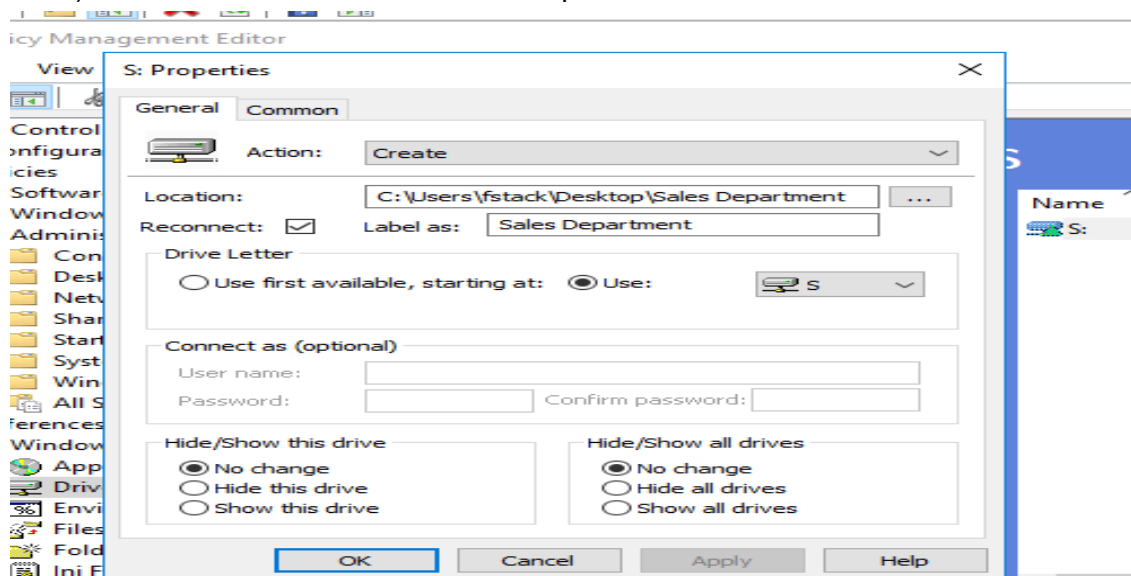 icy Management Editor
View
S: Properties
General Common
Control
Action: Create
onfigura
icies
Softwar
Location: C:\Users\fstack\Desktop\Sales Department ...
Name
Window
Reconnect: Label as: Sales Department
S:
Adminis
Con
Drive Letter
Desk
Use first available, starting at: Use: S
Netw
Shar
Start
Connect as (optional)
Syst
User name:
Win
Password: Confirm password:
All S
ferences
Window
Hide/Show this drive Hide/Show all drives
App
No change No change
Driv
Hide this drive Hide all drives
Envi
Show this drive Show all drives
Files
Fold
OK Cancel Apply Help
Ini F